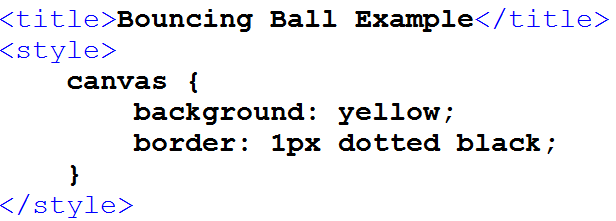 <title>Bouncing Ball Example</title>
<style>
    canvas {
        background: yellow;
        border: 1px dotted black;
    }
</style>